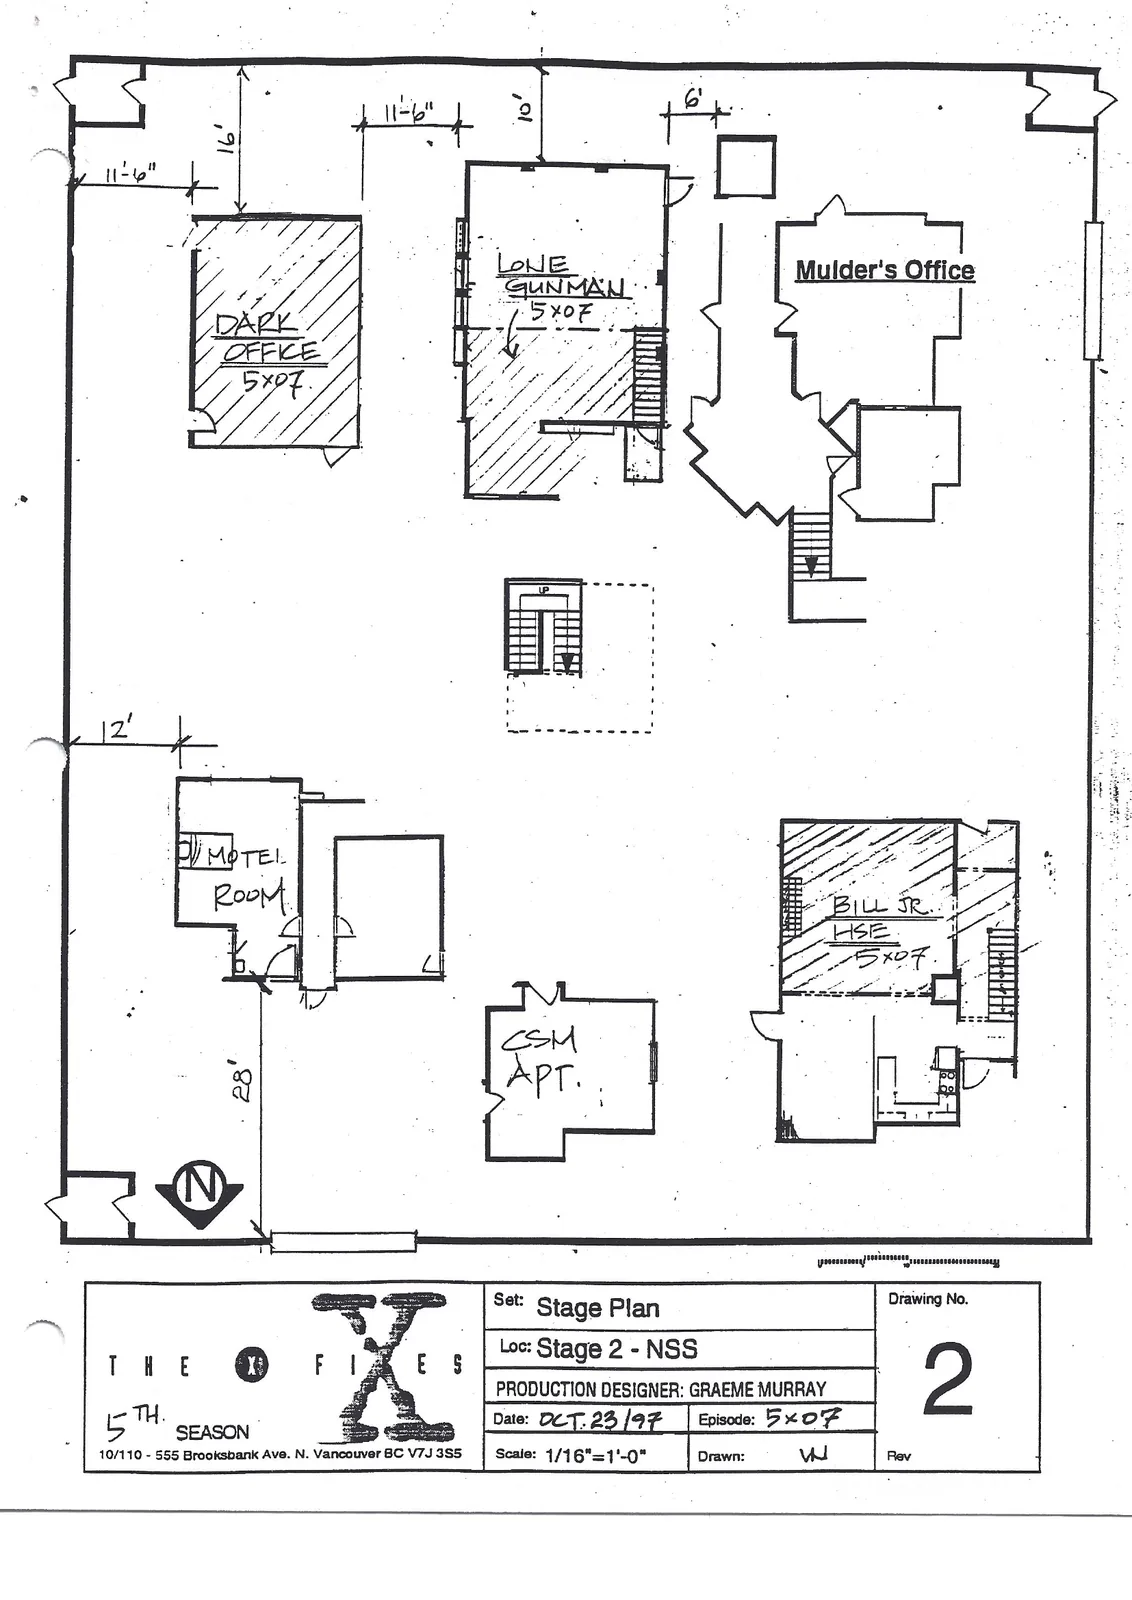 11'-6"
10'
6'
16'
11'-6"
LONE
GUNMAN
5X07
Mulder's Office
DARK
OFFICE
5X07.
UP
12'
MOTEL
ROOM
BILL JR.
HSE
5X07.
CSM
APT.
28'
N
THE X FILES
X
5TH. SEASON
10/110 - 555 Brooksbank Ave. N. Vancouver BC V7J 3S5
Set: Stage Plan
Loc: Stage 2 - NSS
PRODUCTION DESIGNER: GRAEME MURRAY
Date: OCT. 23/97 Episode: 5X07
Scale: 1/16"=1'-0" Drawn:
Drawing No.
2
Rev